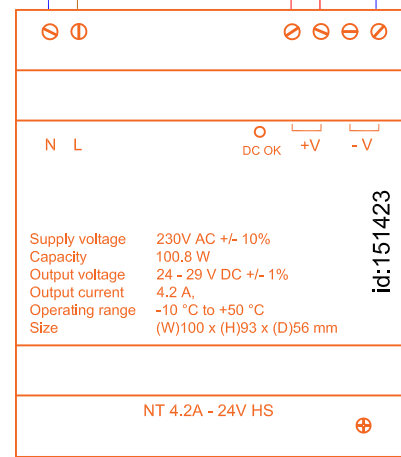 N L DC OK +V - V
Supply voltage 230V AC +/- 10%
Capacity 100.8 W
Output voltage 24 - 29 V DC +/- 1%
Output current 4.2 A,
Operating range -10 °C to +50 °C
Size (W)100 x (H)93 x (D)56 mm
id:151423
NT 4.2A - 24V HS